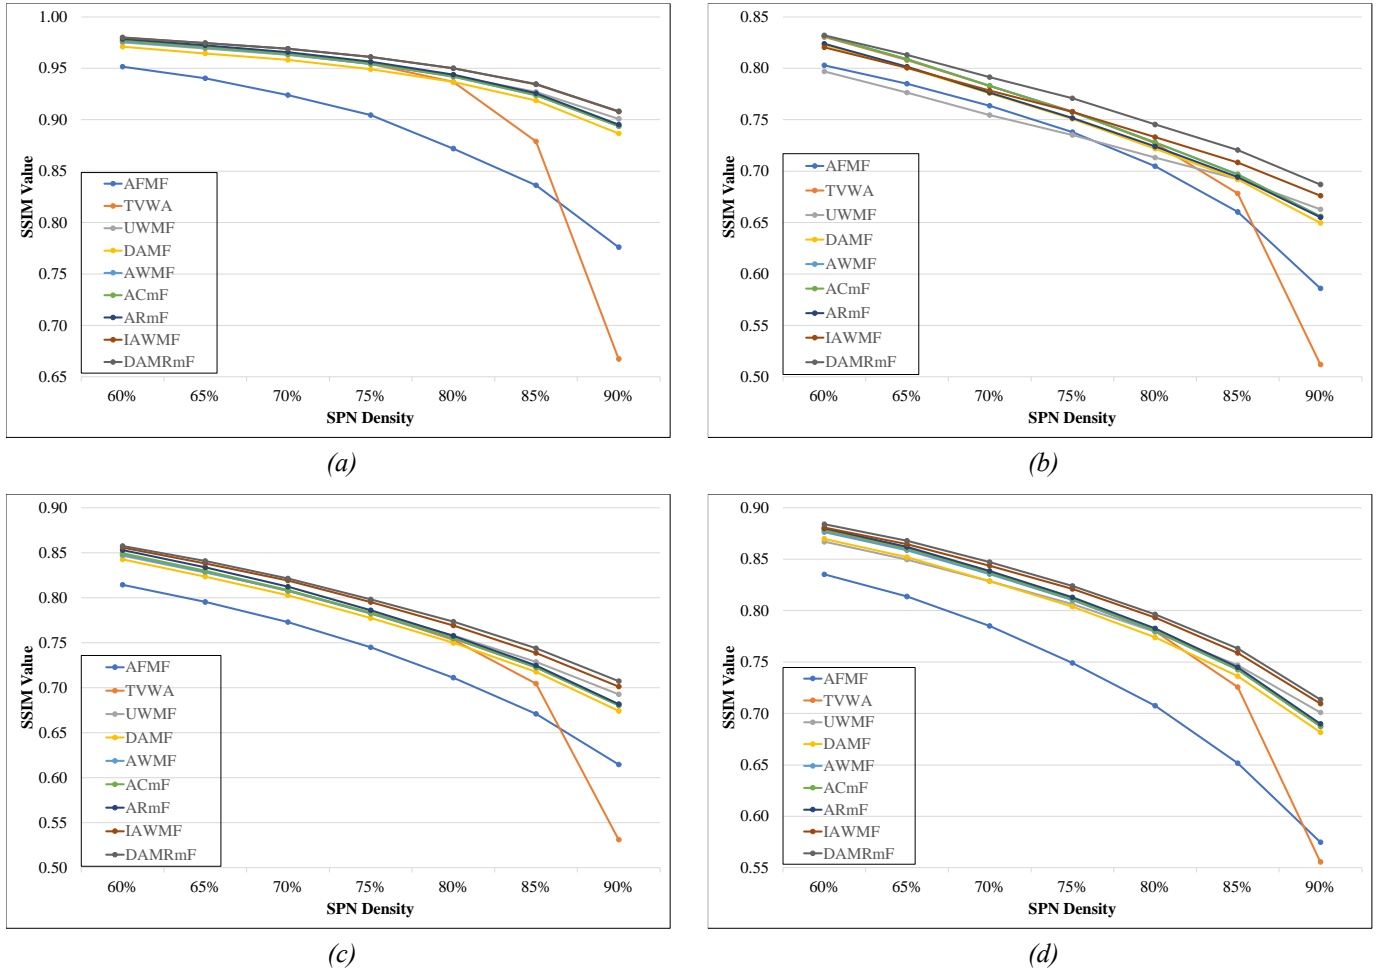 1.00
0.95
0.90
0.85
0.80
0.75
0.70
0.65
SSIM Value
AFMF
TVWA
UWMF
DAMF
AWMF
ACmF
ARmF
IAWMF
DAMRmF
60% 65% 70% 75% 80% 85% 90%
SPN Density
(a)
0.85
0.80
0.75
0.70
0.65
0.60
0.55
0.50
SSIM Value
AFMF
TVWA
UWMF
DAMF
AWMF
ACmF
ARmF
IAWMF
DAMRmF
60% 65% 70% 75% 80% 85% 90%
SPN Density
(b)
0.90
0.85
0.80
0.75
0.70
0.65
0.60
0.55
0.50
SSIM Value
AFMF
TVWA
UWMF
DAMF
AWMF
ACmF
ARmF
IAWMF
DAMRmF
60% 65% 70% 75% 80% 85% 90%
SPN Density
(c)
0.90
0.85
0.80
0.75
0.70
0.65
0.60
0.55
SSIM Value
AFMF
TVWA
UWMF
DAMF
AWMF
ACmF
ARmF
IAWMF
DAMRmF
60% 65% 70% 75% 80% 85% 90%
SPN Density
(d)